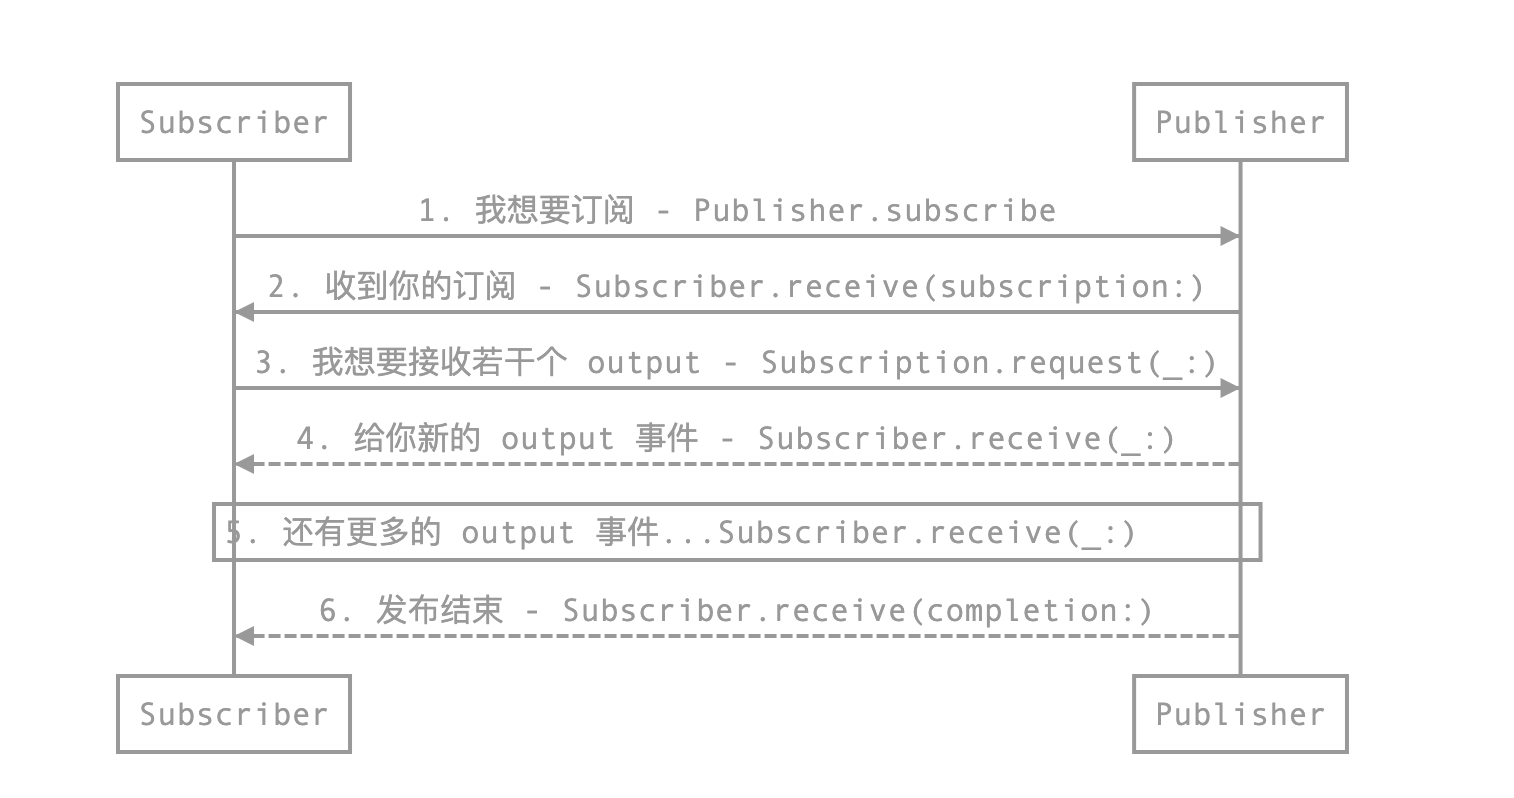 Subscriber
Publisher
1. 我想要订阅 - Publisher.subscribe
2. 收到你的订阅 - Subscriber.receive(subscription:)
3. 我想要接收若干个 output - Subscription.request(_:)
4. 给你新的 output 事件 - Subscriber.receive(_:)
5. 还有更多的 output 事件...Subscriber.receive(_:)
6. 发布结束 - Subscriber.receive(completion:)
Subscriber
Publisher